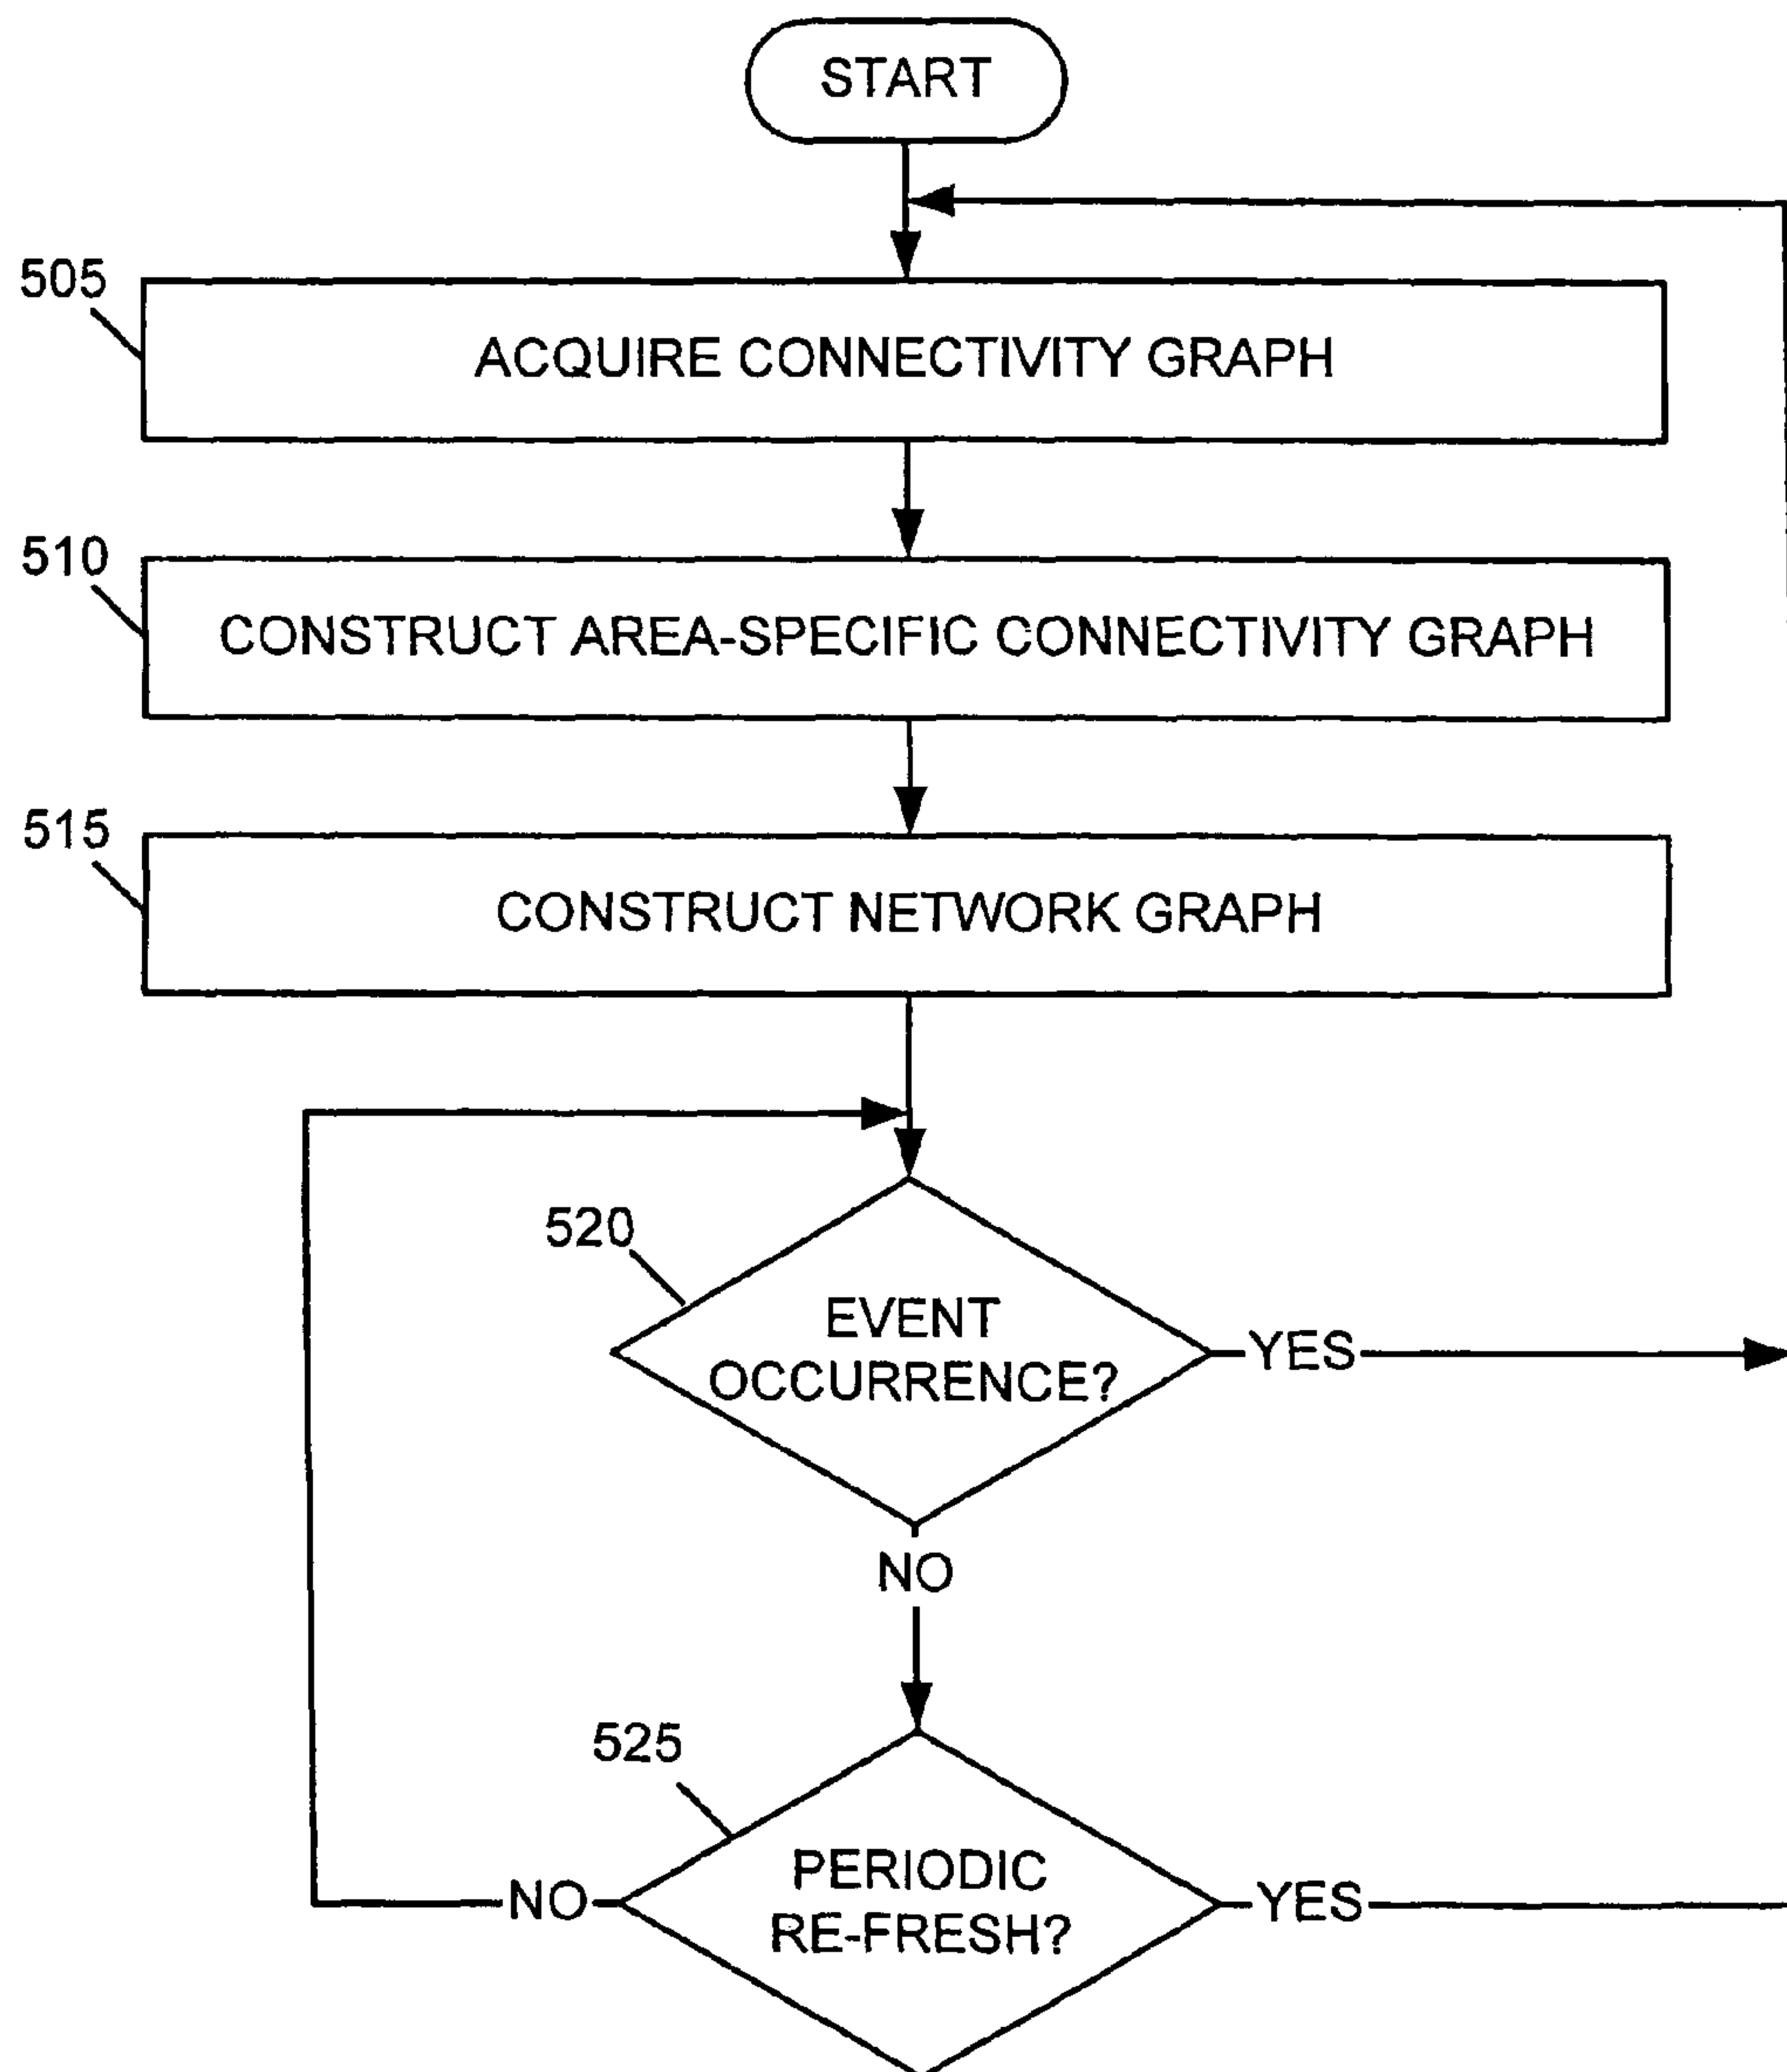 START
505
ACQUIRE CONNECTIVITY GRAPH
510
CONSTRUCT AREA-SPECIFIC CONNECTIVITY GRAPH
515
CONSTRUCT NETWORK GRAPH
520
EVENT
OCCURRENCE?
YES
NO
525
PERIODIC
RE-FRESH?
NO
YES